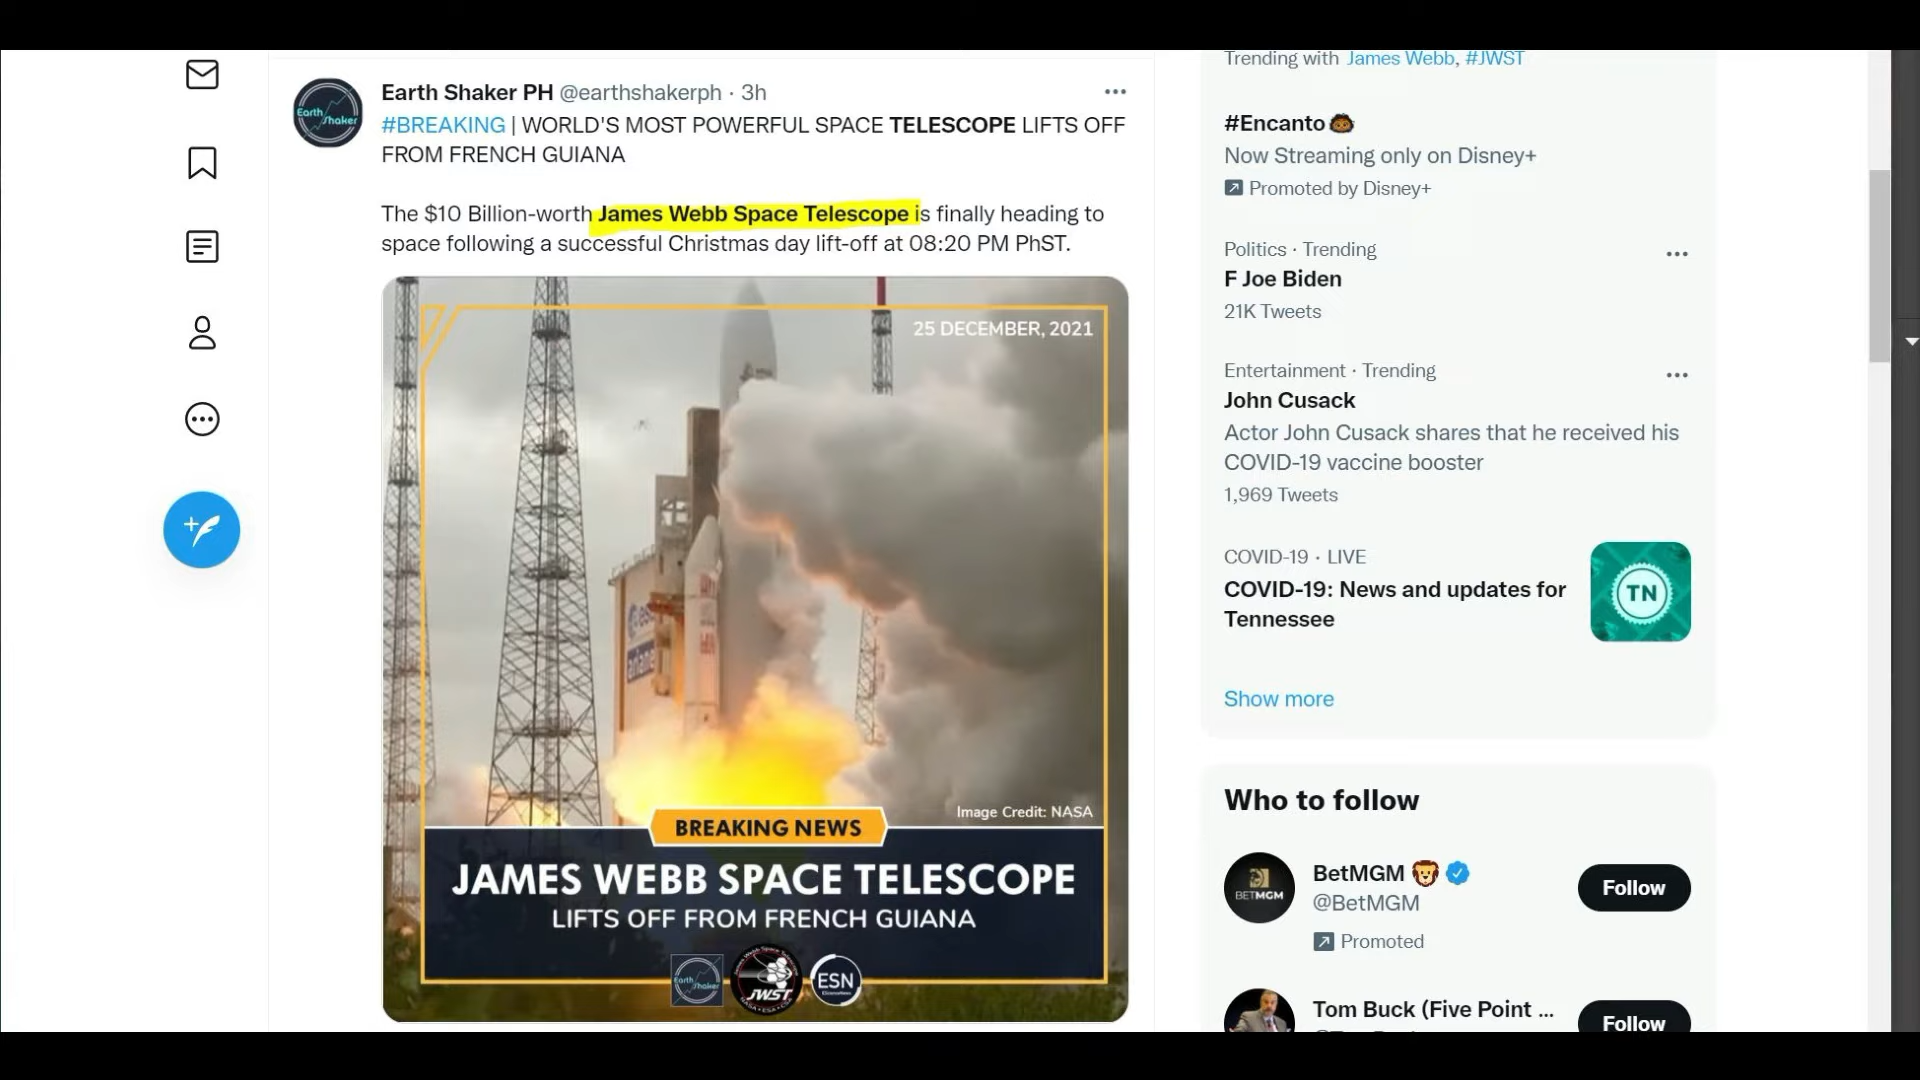 Earth Shaker PH @earthshakerph · 3h
#BREAKING | WORLD'S MOST POWERFUL SPACE TELESCOPE LIFTS OFF
FROM FRENCH GUIANA
The $10 Billion-worth James Webb Space Telescope is finally heading to
space following a successful Christmas day lift-off at 08:20 PM PhST.
25 DECEMBER, 2021
esa
ariane
Image Credit: NASA
BREAKING NEWS
JAMES WEBB SPACE TELESCOPE
LIFTS OFF FROM FRENCH GUIANA
Earth Shaker
JWST
ESN
Trending with James Webb, #JWST
#Encanto
Now Streaming only on Disney+
Promoted by Disney+
Politics · Trending
F Joe Biden
21K Tweets
Entertainment · Trending
John Cusack
Actor John Cusack shares that he received his
COVID-19 vaccine booster
1,969 Tweets
COVID-19 · LIVE
COVID-19: News and updates for
Tennessee
TN
Show more
Who to follow
BETMGM
BetMGM
@BetMGM
Follow
Promoted
Tom Buck (Five Point ...
Follow